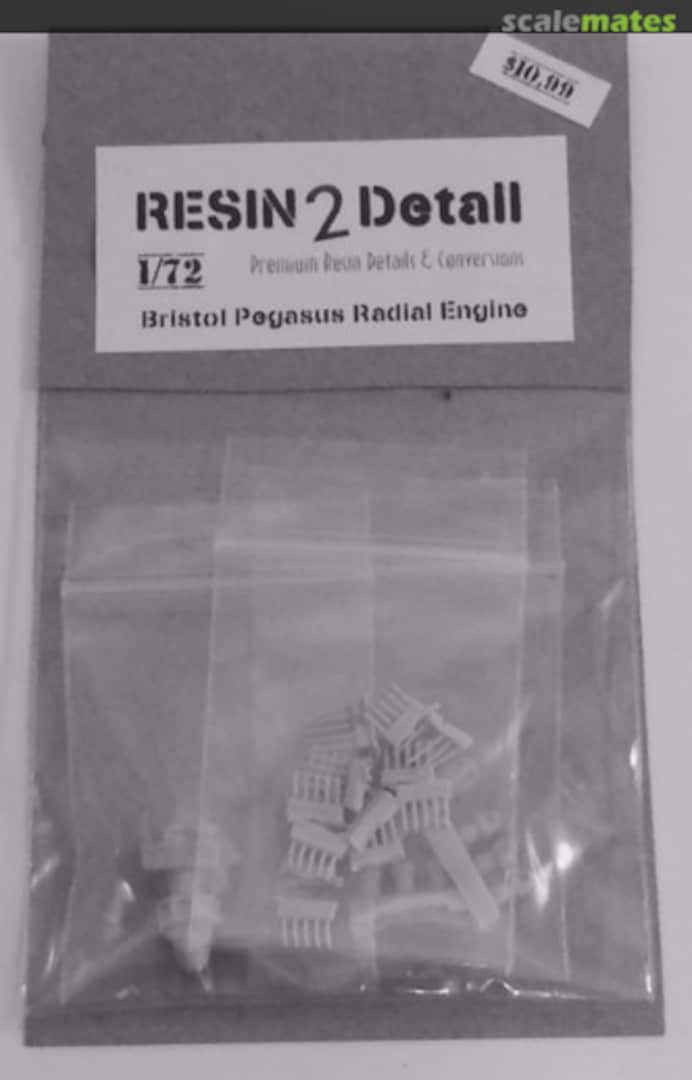 scalemates
$10.99
RESIN 2 Detail
1/72
Premium Resin Details & Conversions
Bristol Pegasus Radial Engine